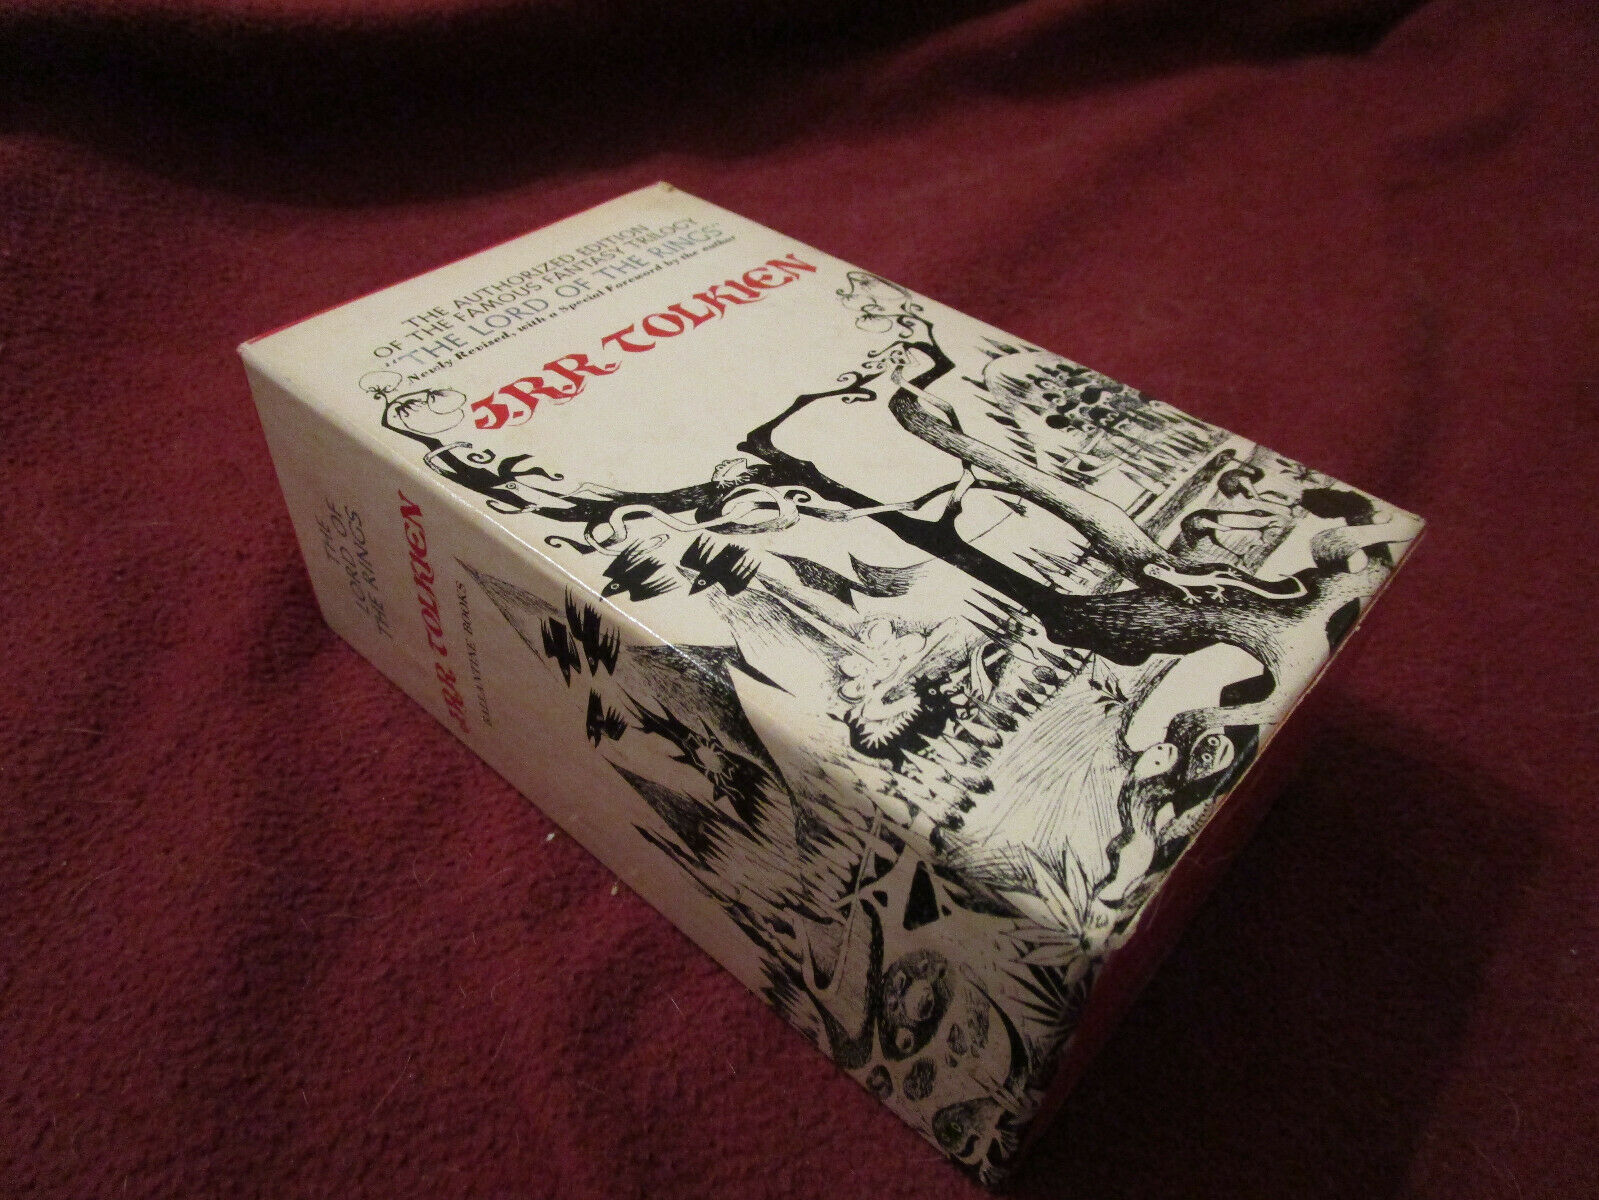 THE AUTHORIZED EDITION
OF THE FAMOUS FANTASY TRILOGY
"THE LORD OF THE RINGS"
Newly Revised, with a Special Foreword by the author
J.R.R. TOLKIEN
THE
LORD OF
THE RINGS
J.R.R. TOLKIEN
BALLANTINE BOOKS